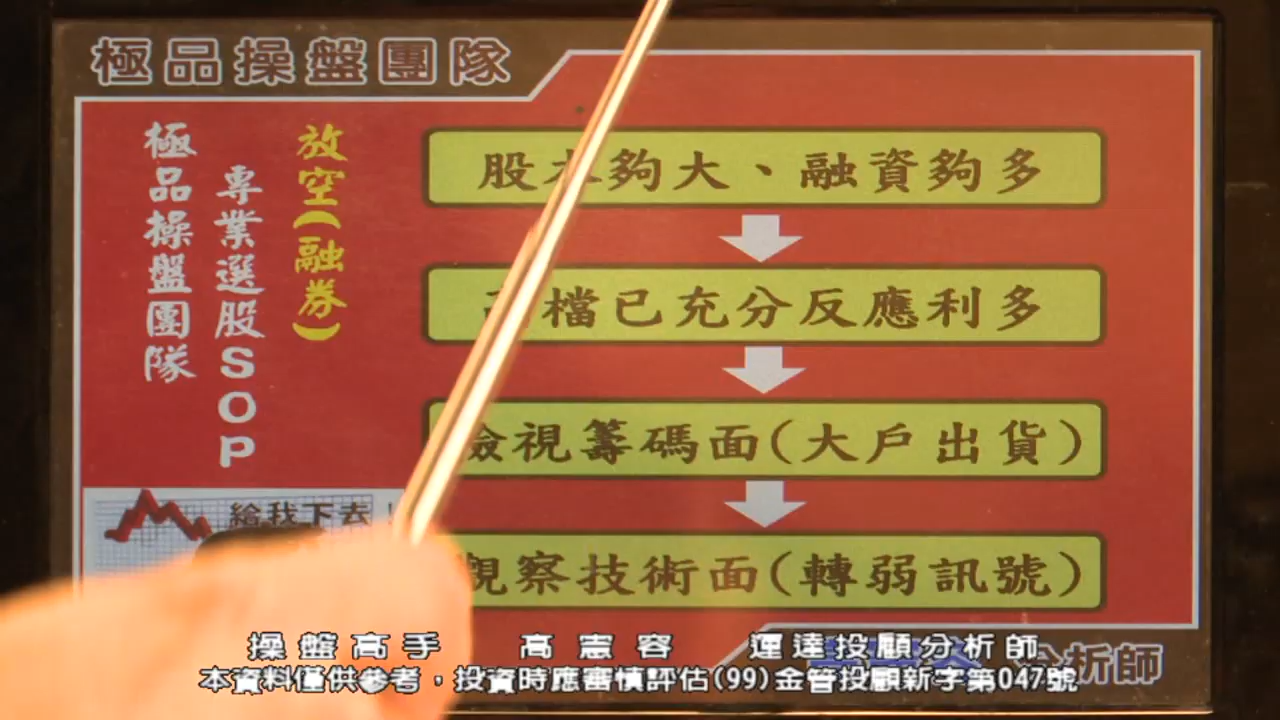 極品操盤團隊
放空(融券)
專業選股SOP
極品操盤團隊
股本夠大、融資夠多
高檔已充分反應利多
檢視籌碼面(大戶出貨)
觀察技術面(轉弱訊號)
給我下去
操盤高手 高憲容 運達投顧分析師
分析師
本資料僅供參考，投資時應審慎評估(99)金管投顧新字第047號